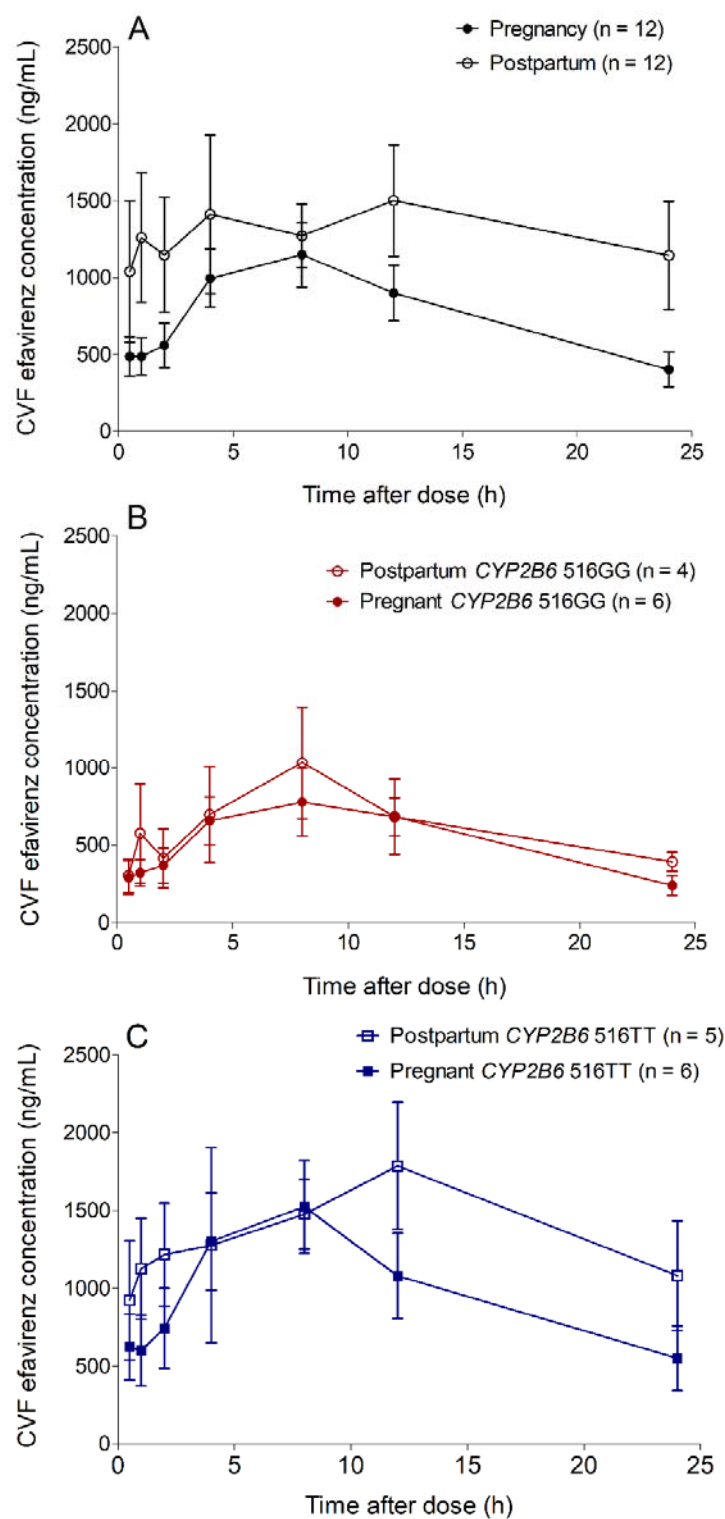 A
Pregnancy (n = 12)
Postpartum (n = 12)
CVF efavirenz concentration (ng/mL)
2500
2000
1500
1000
500
0
0 5 10 15 20 25
Time after dose (h)
B
Postpartum CYP2B6 516GG (n = 4)
Pregnant CYP2B6 516GG (n = 6)
CVF efavirenz concentration (ng/mL)
2500
2000
1500
1000
500
0
0 5 10 15 20 25
Time after dose (h)
C
Postpartum CYP2B6 516TT (n = 5)
Pregnant CYP2B6 516TT (n = 6)
CVF efavirenz concentration (ng/mL)
2500
2000
1500
1000
500
0
0 5 10 15 20 25
Time after dose (h)